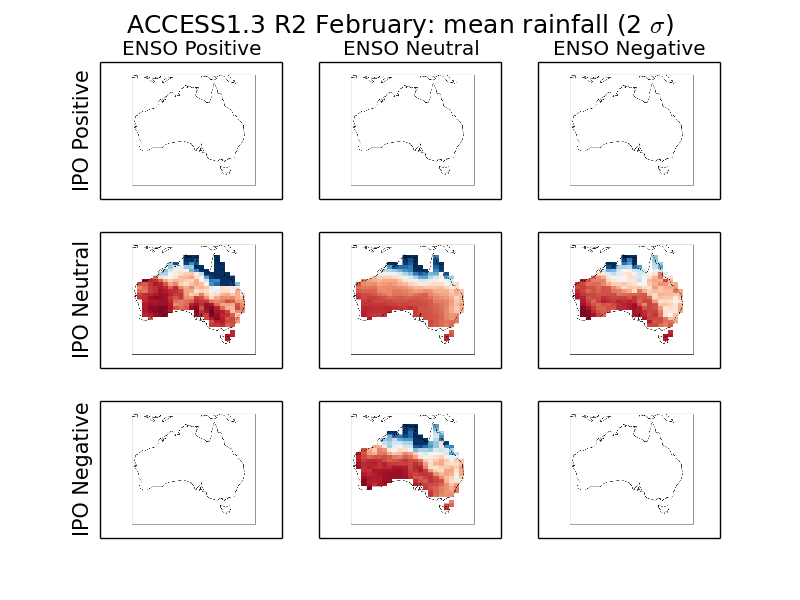 ACCESS1.3 R2 February: mean rainfall (2 σ)
ENSO Positive ENSO Neutral ENSO Negative
IPO Positive
IPO Neutral
IPO Negative